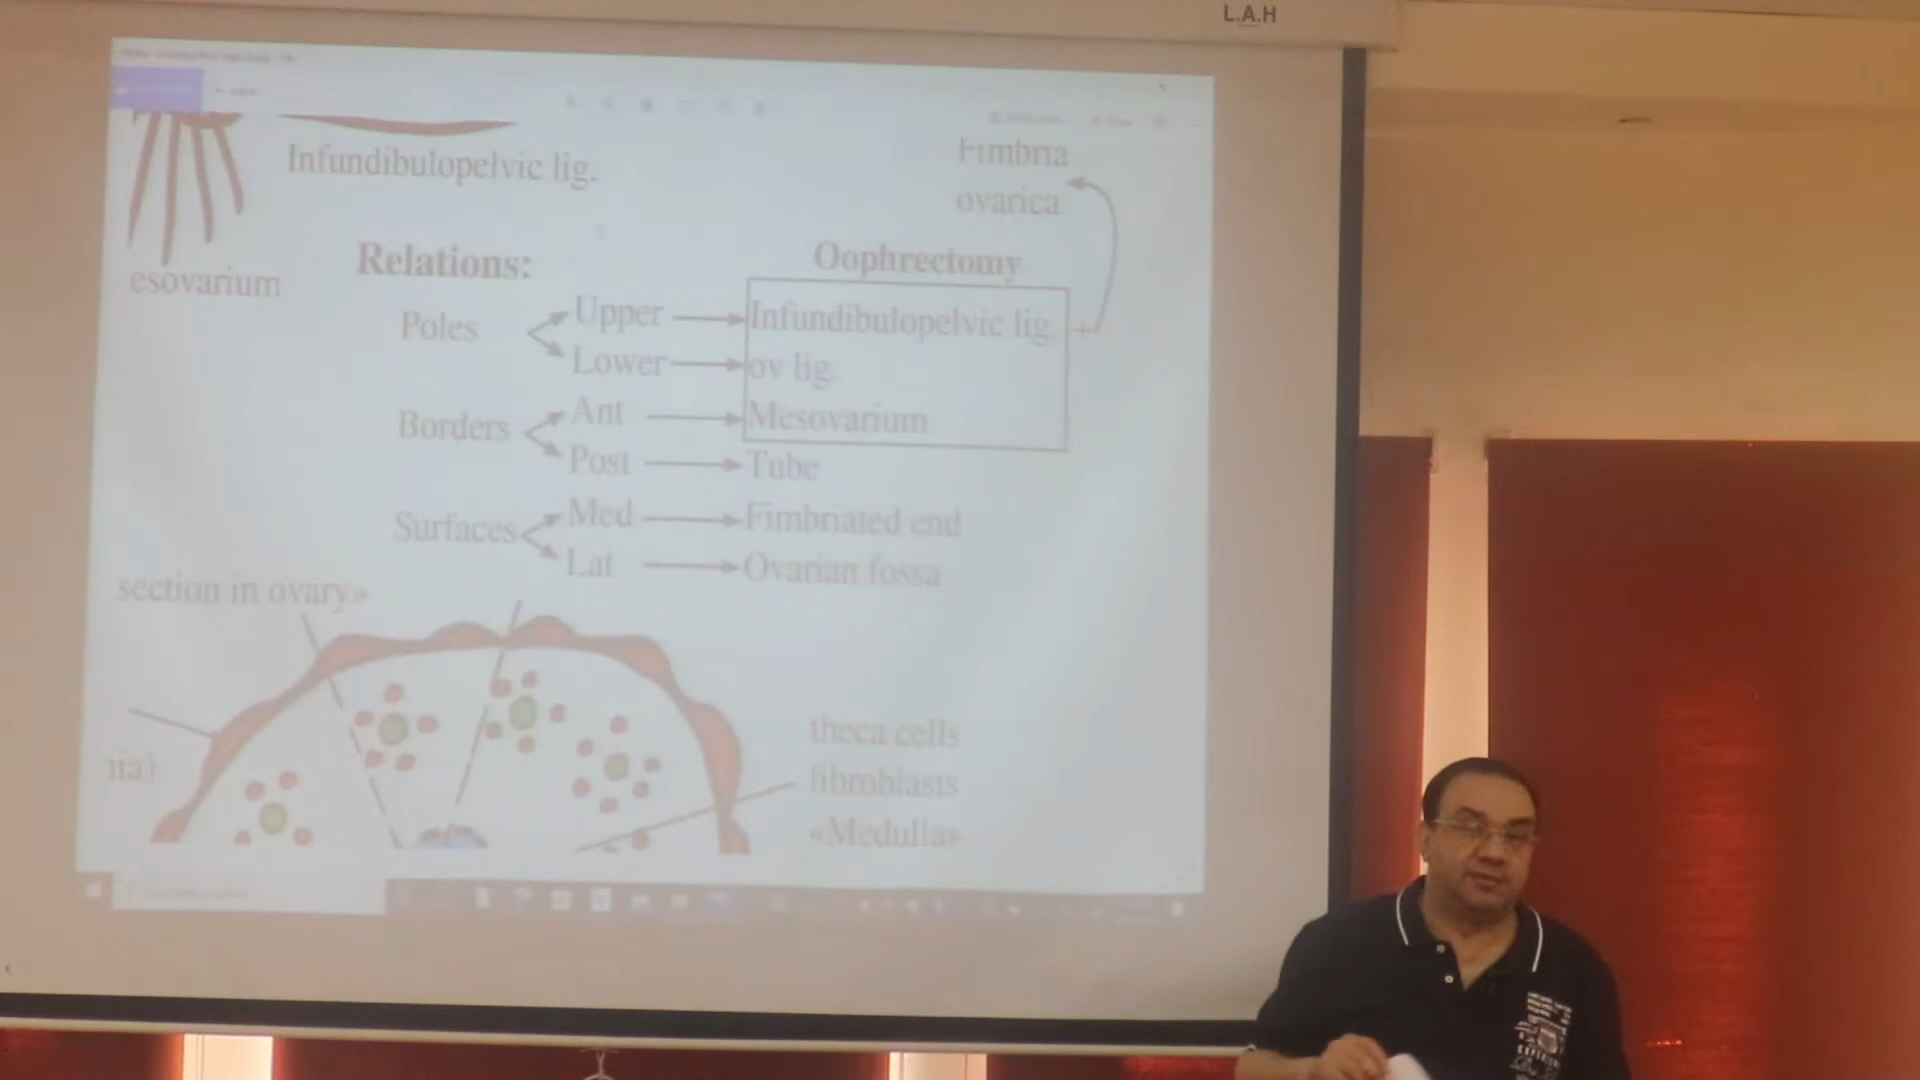 L.A.H
Infundibulopelvic lig.
Fimbria
ovarica
esovarium
Relations:
Oophrectomy
Poles
Upper
Infundibulopelvic lig. +
Lower
ov lig.
Borders
Ant
Mesovarium
Post
Tube
Surfaces
Med
Fimbriated end
Lat
Ovarian fossa
section in ovary»
theca cells
iia)
fibroblasts
«Medulla»